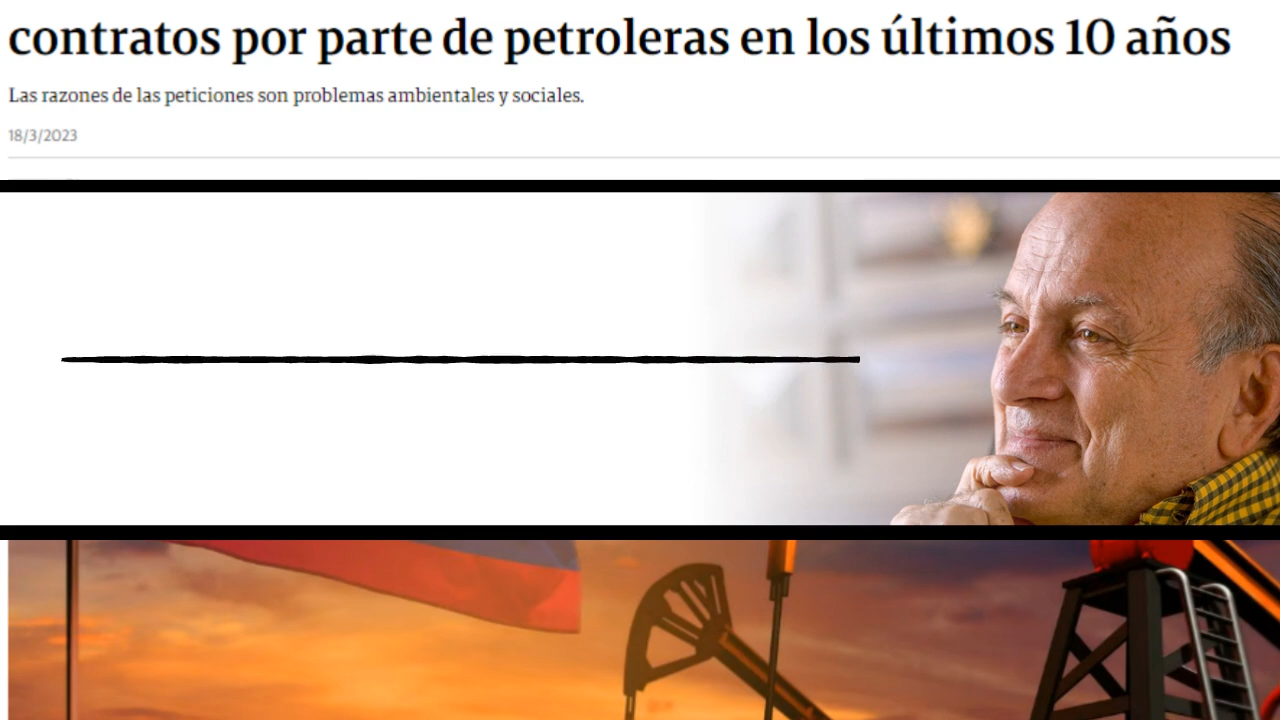 contratos por parte de petroleras en los últimos 10 años
Las razones de las peticiones son problemas ambientales y sociales.
18/3/2023